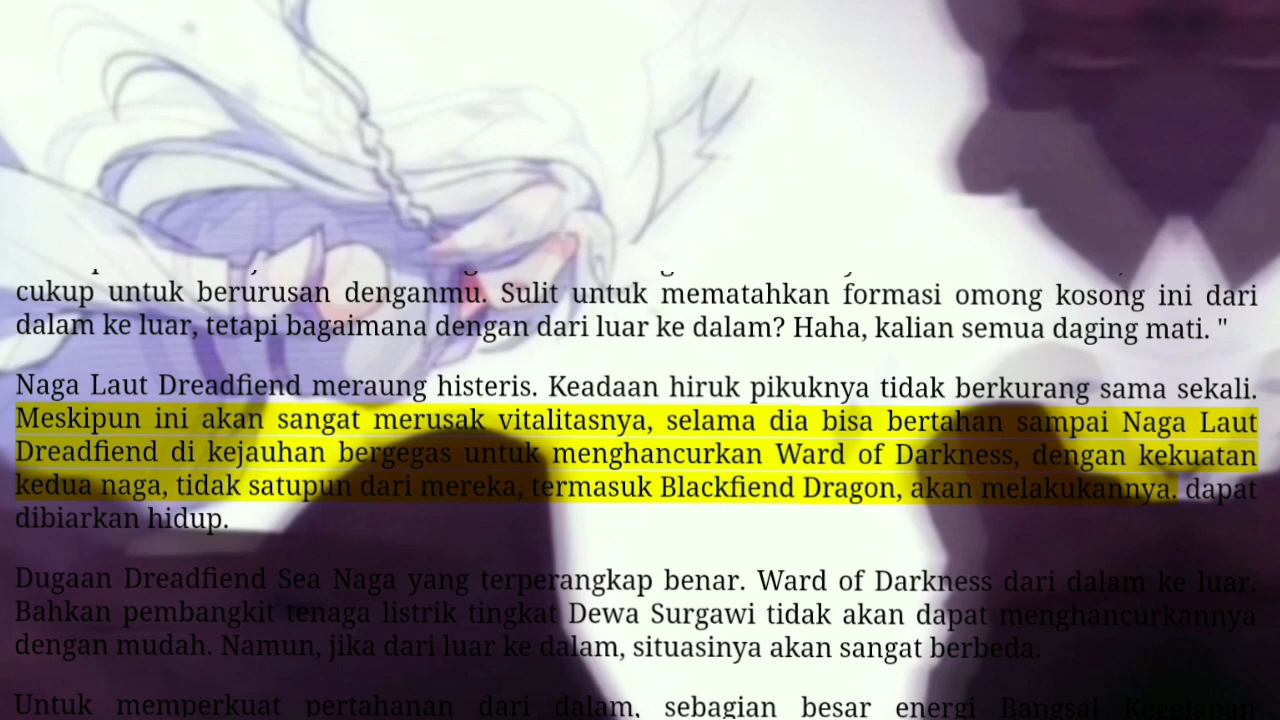 cukup untuk berurusan denganmu. Sulit untuk mematahkan formasi omong kosong ini dari
dalam ke luar, tetapi bagaimana dengan dari luar ke dalam? Haha, kalian semua daging mati. "
Naga Laut Dreadfiend meraung histeris. Keadaan hiruk pikuknya tidak berkurang sama sekali.
Meskipun ini akan sangat merusak vitalitasnya, selama dia bisa bertahan sampai Naga Laut
Dreadfiend di kejauhan bergegas untuk menghancurkan Ward of Darkness, dengan kekuatan
kedua naga, tidak satupun dari mereka, termasuk Blackfiend Dragon, akan melakukannya. dapat
dibiarkan hidup.
Dugaan Dreadfiend Sea Naga yang terperangkap benar. Ward of Darkness dari dalam ke luar.
Bahkan pembangkit tenaga listrik tingkat Dewa Surgawi tidak akan dapat menghancurkannya
dengan mudah. Namun, jika dari luar ke dalam, situasinya akan sangat berbeda.
Untuk memperkuat pertahanan dari dalam, sebagian besar energi Bangsal Kegelapan